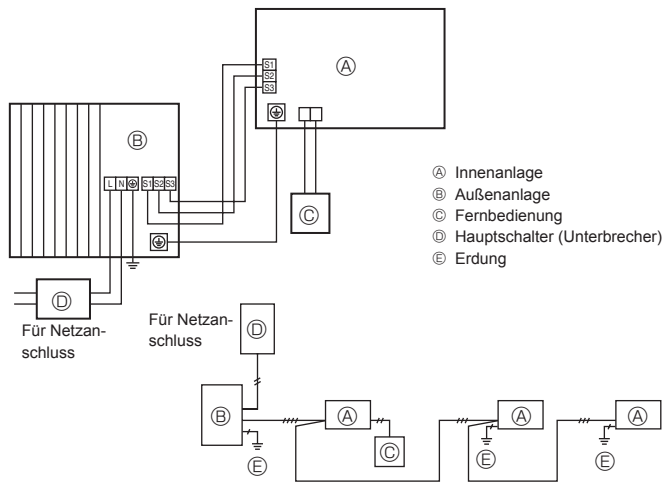 Ⓐ
S1
S2
S3
Ⓑ
L N S1 S2 S3
Ⓒ
Ⓐ Innenanlage
Ⓑ Außenanlage
Ⓒ Fernbedienung
Ⓓ Hauptschalter (Unterbrecher)
Ⓔ Erdung
Ⓓ
Für Netzan-
schluss
Für Netzan-
schluss
Ⓓ
Ⓑ
Ⓐ
Ⓐ
Ⓐ
Ⓒ
Ⓔ
Ⓔ
Ⓔ